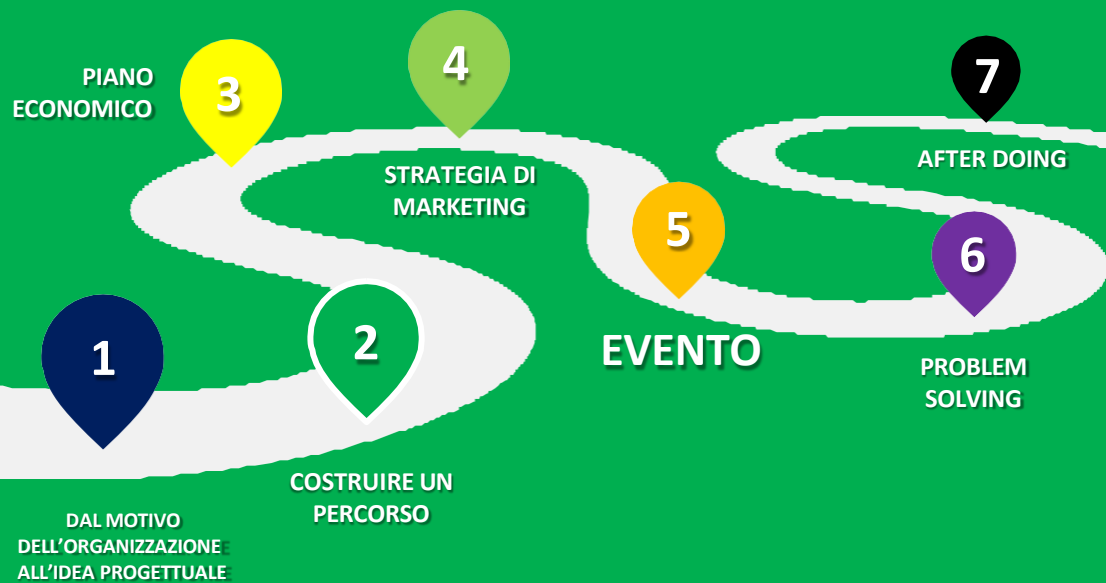 1
DAL MOTIVO
DELL'ORGANIZZAZIONE
ALL'IDEA PROGETTUALE
2
COSTRUIRE UN
PERCORSO
3
PIANO
ECONOMICO
4
STRATEGIA DI
MARKETING
5
EVENTO
6
PROBLEM
SOLVING
7
AFTER DOING